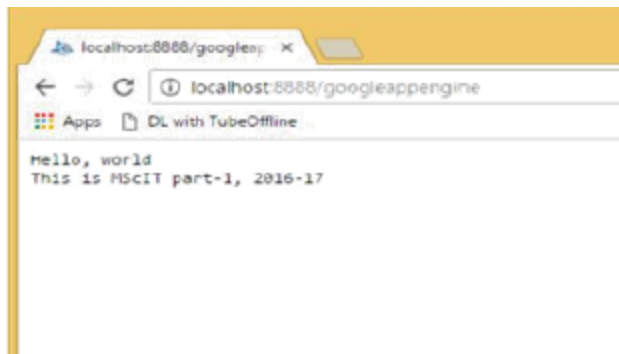 localhost:8888/googleap
localhost:8888/googleappengine
Apps DL with TubeOffline
Hello, world
This is MScIT part-1, 2016-17